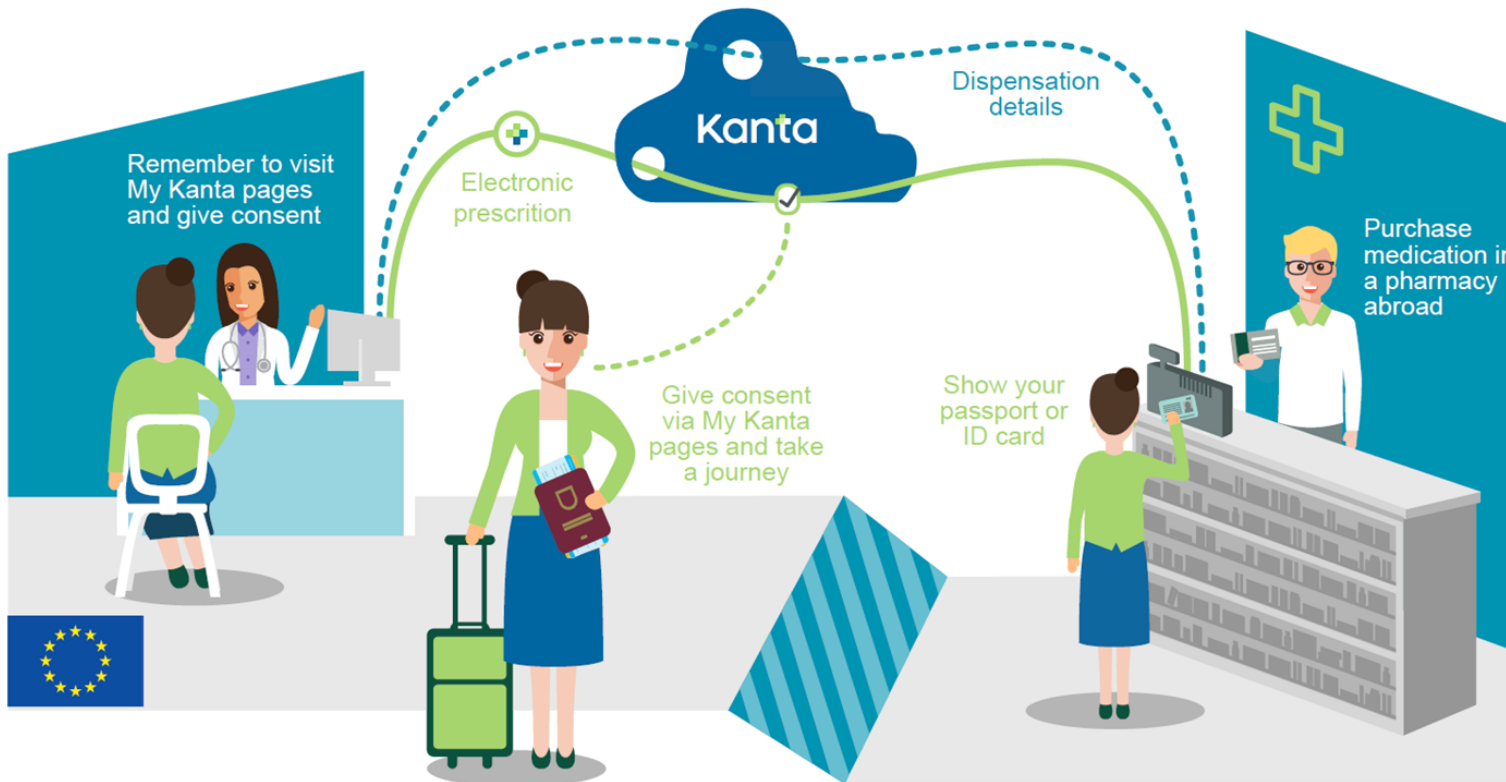 Remember to visit
My Kanta pages
and give consent
Electronic
prescrition
Kanta
Dispensation
details
Give consent
via My Kanta
pages and take
a journey
Show your
passport or
ID card
Purchase
medication in
a pharmacy
abroad